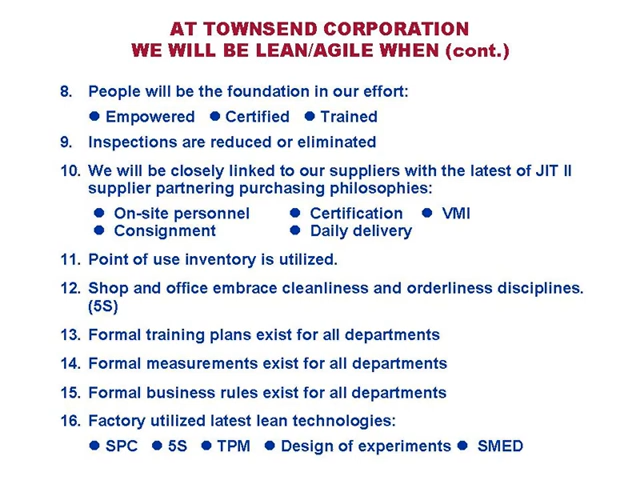 AT TOWNSEND CORPORATION
WE WILL BE LEAN/AGILE WHEN (cont.)
8. People will be the foundation in our effort:
● Empowered ● Certified ● Trained
9. Inspections are reduced or eliminated
10. We will be closely linked to our suppliers with the latest of JIT II
supplier partnering purchasing philosophies:
● On-site personnel ● Certification ● VMI
● Consignment ● Daily delivery
11. Point of use inventory is utilized.
12. Shop and office embrace cleanliness and orderliness disciplines.
(5S)
13. Formal training plans exist for all departments
14. Formal measurements exist for all departments
15. Formal business rules exist for all departments
16. Factory utilized latest lean technologies:
● SPC ● 5S ● TPM ● Design of experiments ● SMED